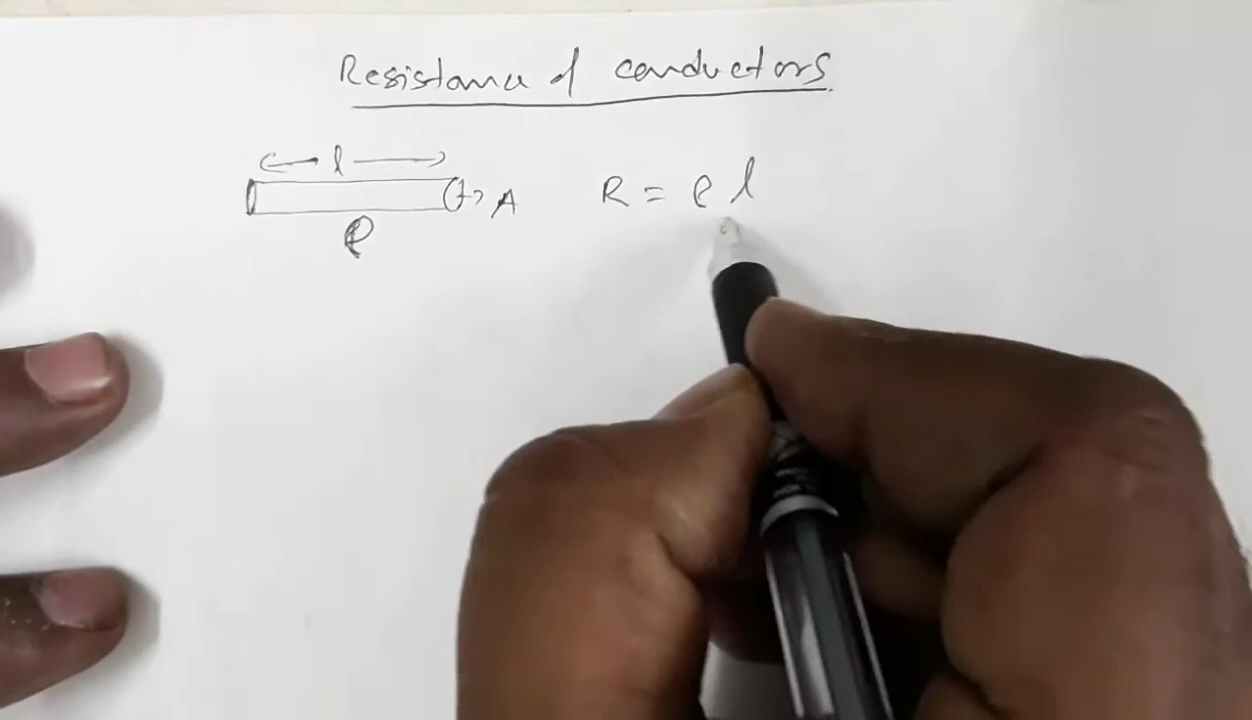 Resistance of conductors
l
A
ρ
R = ρ l